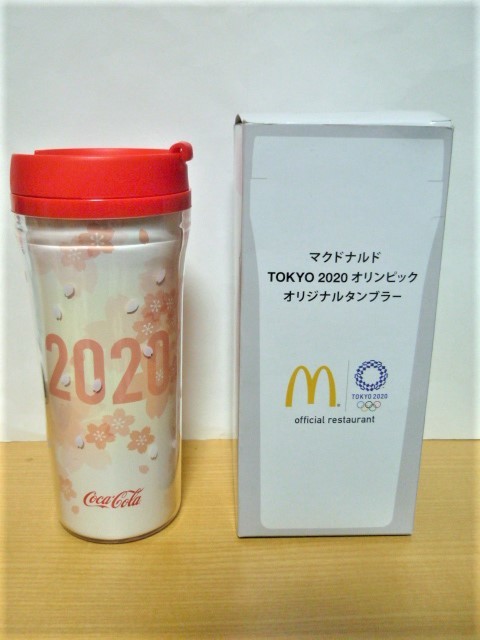 2020
Coca-Cola
マクドナルド
TOKYO 2020 オリンピック
オリジナルタンブラー
TOKYO 2020
official restaurant